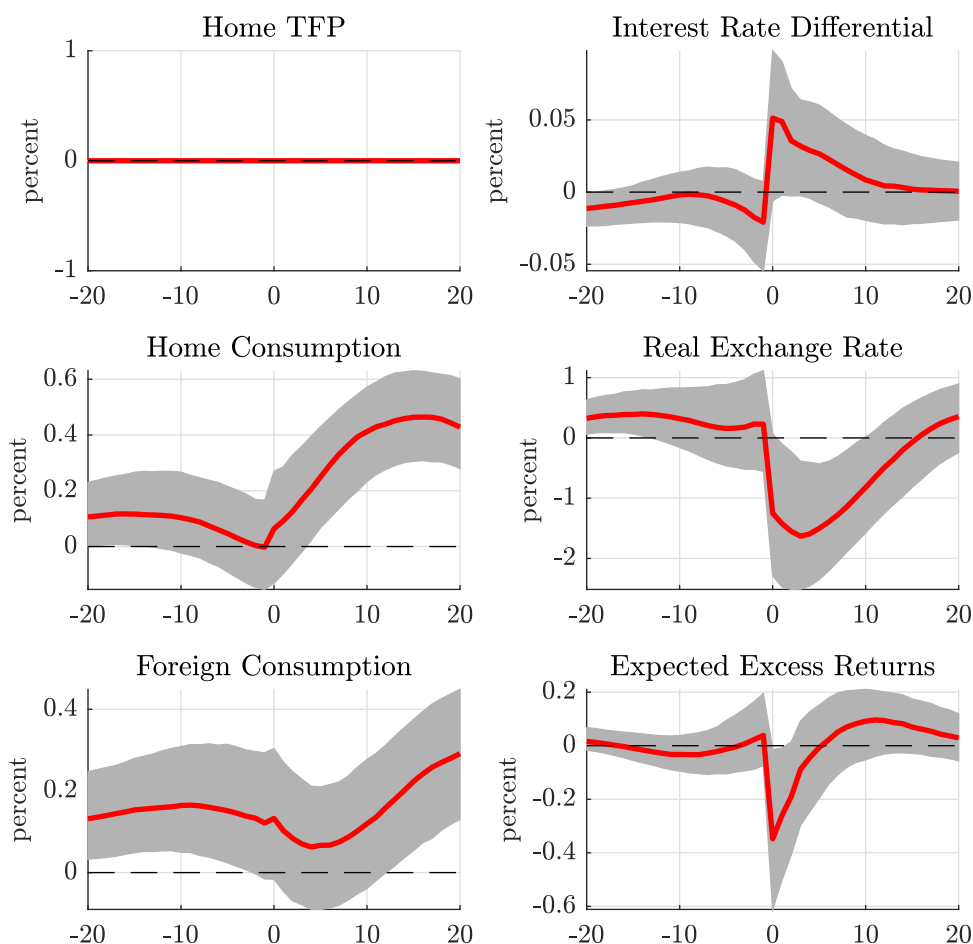 Home TFP
percent
1
0
-1
-20 -10 0 10 20
Interest Rate Differential
percent
0.05
0
-0.05
-20 -10 0 10 20
Home Consumption
percent
0.6
0.4
0.2
0
-20 -10 0 10 20
Real Exchange Rate
percent
1
0
-1
-2
-20 -10 0 10 20
Foreign Consumption
percent
0.4
0.2
0
-20 -10 0 10 20
Expected Excess Returns
percent
0.2
0
-0.2
-0.4
-0.6
-20 -10 0 10 20